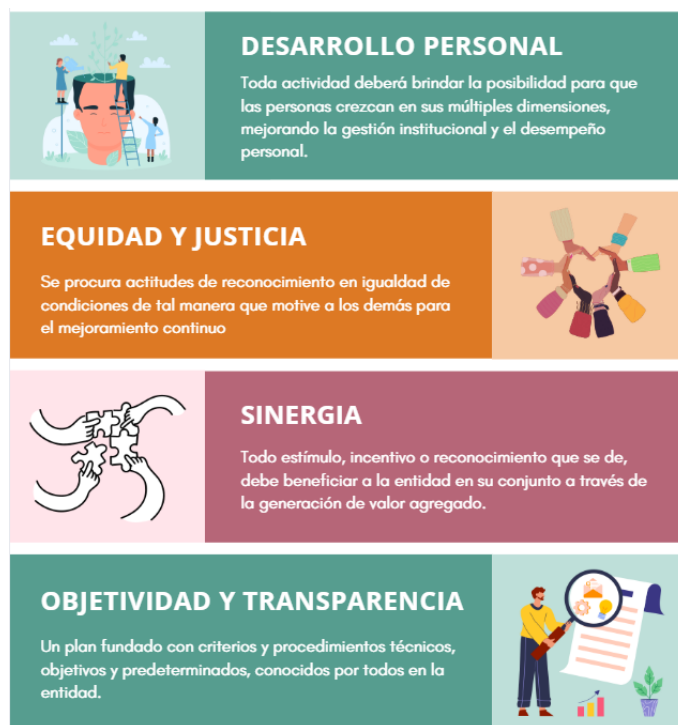 DESARROLLO PERSONAL
Toda actividad deberá brindar la posibilidad para que
las personas crezcan en sus múltiples dimensiones,
mejorando la gestión institucional y el desempeño
personal.
EQUIDAD Y JUSTICIA
Se procura actitudes de reconocimiento en igualdad de
condiciones de tal manera que motive a los demás para
el mejoramiento continuo
SINERGIA
Todo estímulo, incentivo o reconocimiento que se de,
debe beneficiar a la entidad en su conjunto a través de
la generación de valor agregado.
OBJETIVIDAD Y TRANSPARENCIA
Un plan fundado con criterios y procedimientos técnicos,
objetivos y predeterminados, conocidos por todos en la
entidad.